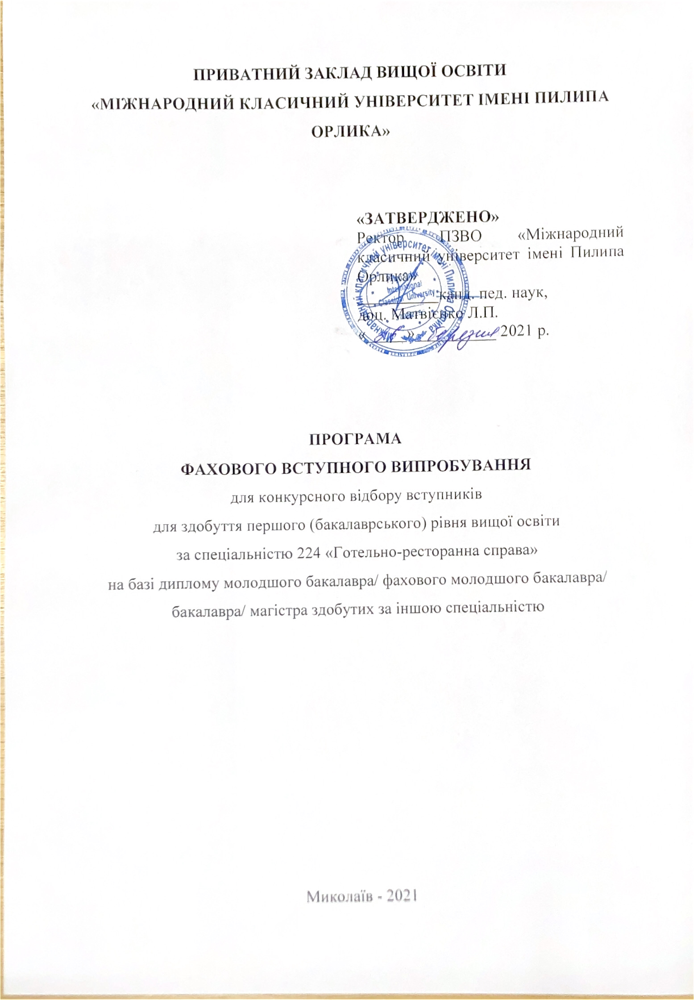 ПРИВАТНИЙ ЗАКЛАД ВИЩОЇ ОСВІТИ
«МІЖНАРОДНИЙ КЛАСИЧНИЙ УНІВЕРСИТЕТ ІМЕНІ ПИЛИПА
ОРЛИКА»
«ЗАТВЕРДЖЕНО»
Ректор ПЗВО «Міжнародний
класичний університет імені Пилипа
Орлика»
канд. пед. наук,
доц. Матвієнко Л.П.
« » березня 2021 р.
Міжнародний класичний університет імені Пилипа Орлика
International
Classical University
ПРОГРАМА
ФАХОВОГО ВСТУПНОГО ВИПРОБУВАННЯ
для конкурсного відбору вступників
для здобуття першого (бакалаврського) рівня вищої освіти
за спеціальністю 224 «Готельно-ресторанна справа»
на базі диплому молодшого бакалавра/ фахового молодшого бакалавра/
бакалавра/ магістра здобутих за іншою спеціальністю
Миколаїв - 2021